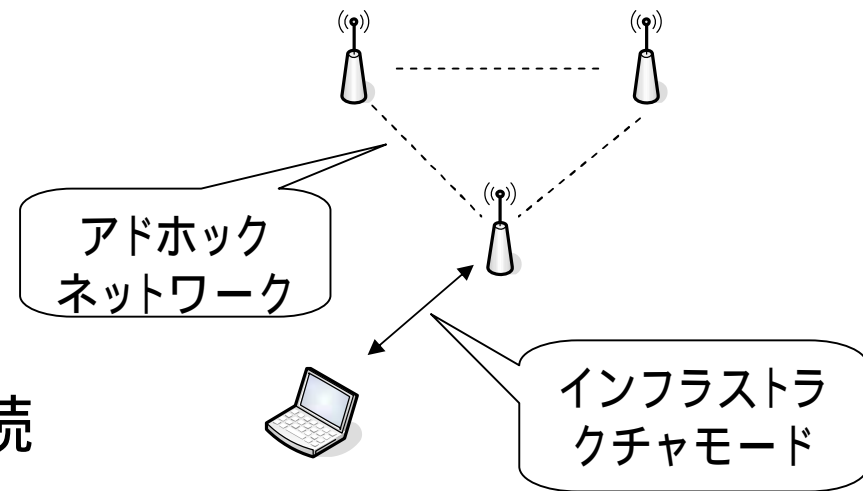 アドホック
ネットワーク
続
インフラストラ
クチャモード